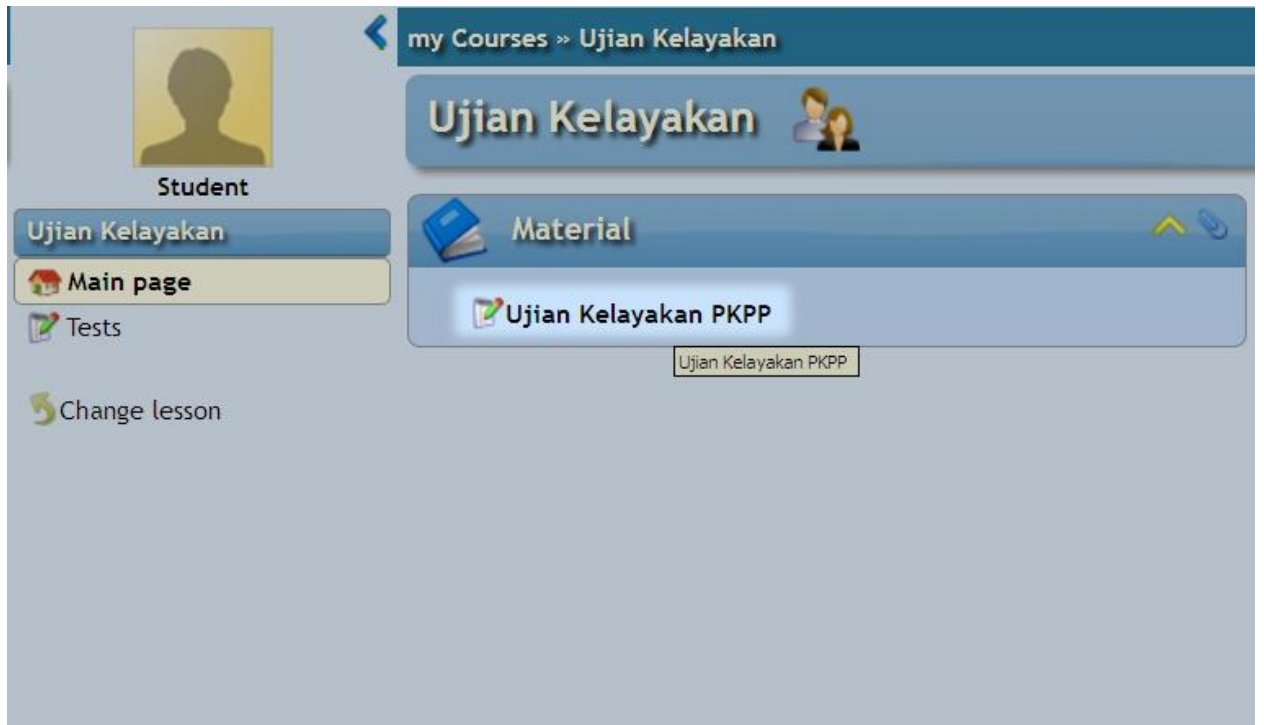 Student
Ujian Kelayakan
Main page
Tests
Change lesson
my Courses » Ujian Kelayakan
Ujian Kelayakan
Material
Ujian Kelayakan PKPP
Ujian Kelayakan PKPP